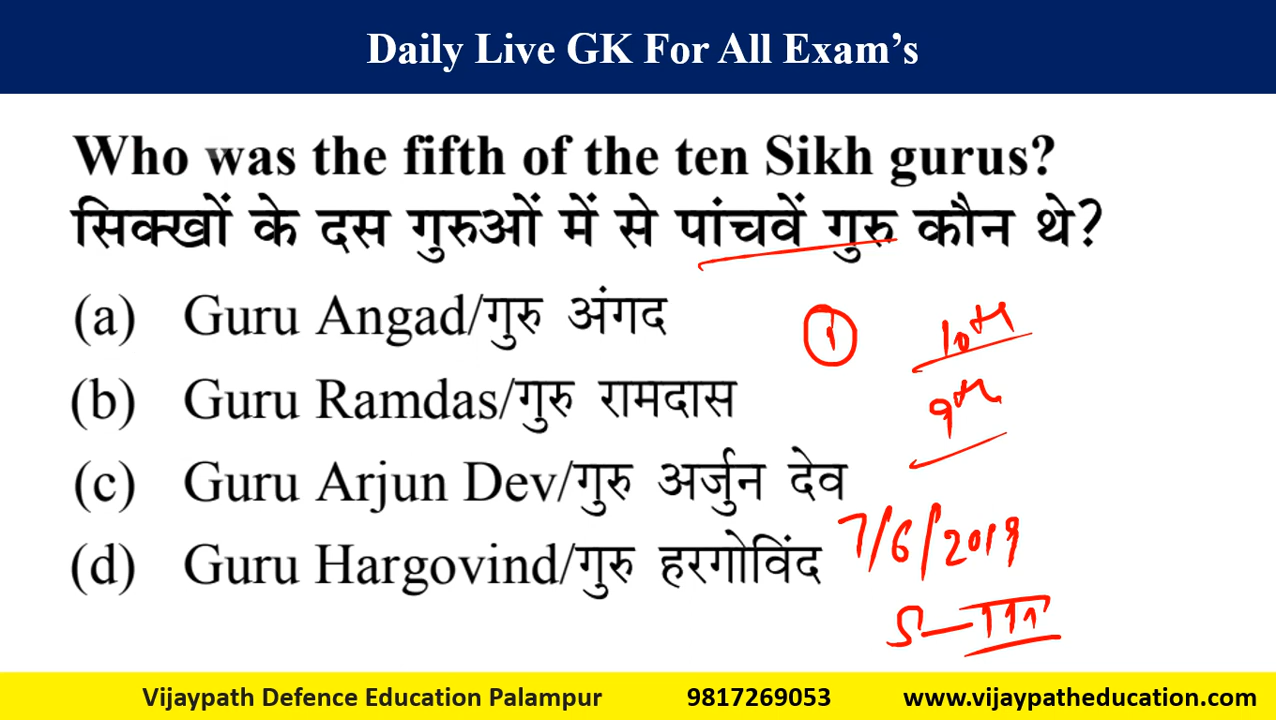 Daily Live GK For All Exam's
Who was the fifth of the ten Sikh gurus?
सिक्खों के दस गुरुओं में से पांचवें गुरु कौन थे?
(a) Guru Angad/गुरु अंगद
(b) Guru Ramdas/गुरु रामदास
(c) Guru Arjun Dev/गुरु अर्जुन देव
(d) Guru Hargovind/गुरु हरगोविंद
10th
9th
7/6/2019
Vijaypath Defence Education Palampur 9817269053 www.vijaypatheducation.com